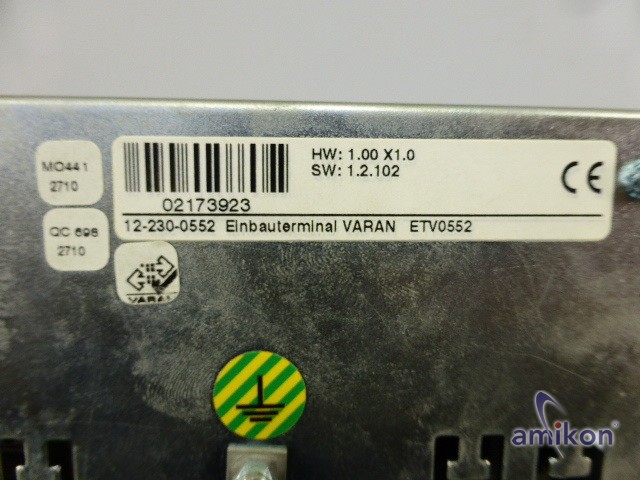 MO441
2710
QC 698
2710
02173923
HW: 1.00 X1.0
SW: 1.2.102
CE
12-230-0552 Einbauterminal VARAN ETV0552
VARAN
amikon